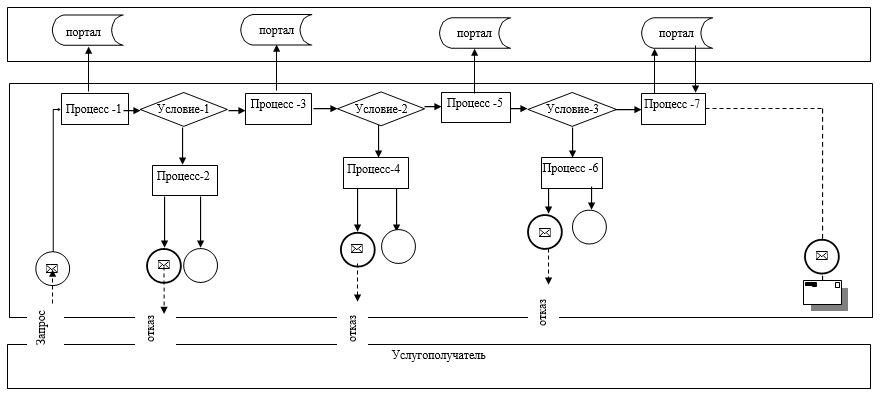 портал
портал
портал
портал
Процесс -1
Условие-1
Процесс -3
Условие-2
Процесс -5
Условие-3
Процесс -7
Процесс-2
Процесс-4
Процесс -6
Запрос
отказ
отказ
отказ
Услугополучатель